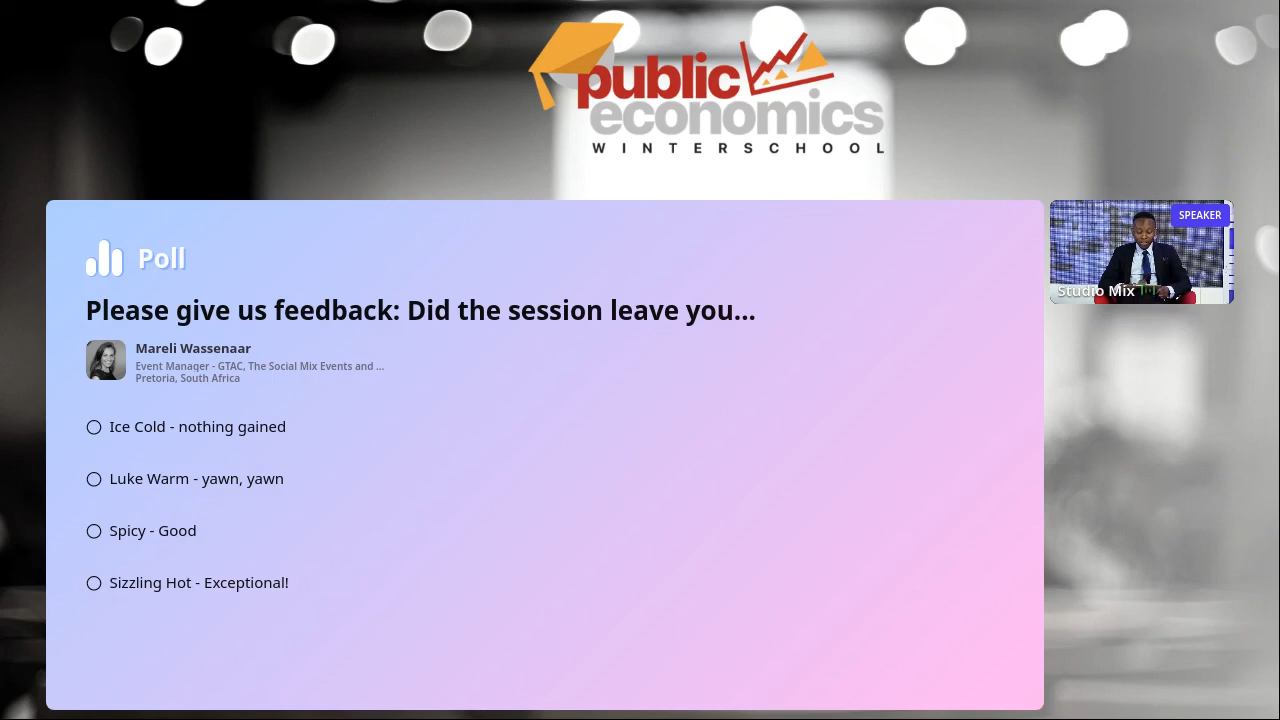 public
economics
WINTERSCHOOL
SPEAKER
Studio Mix
Poll
Please give us feedback: Did the session leave you...
Mareli Wassenaar
Event Manager - GTAC, The Social Mix Events and ...
Pretoria, South Africa
Ice Cold - nothing gained
Luke Warm - yawn, yawn
Spicy - Good
Sizzling Hot - Exceptional!